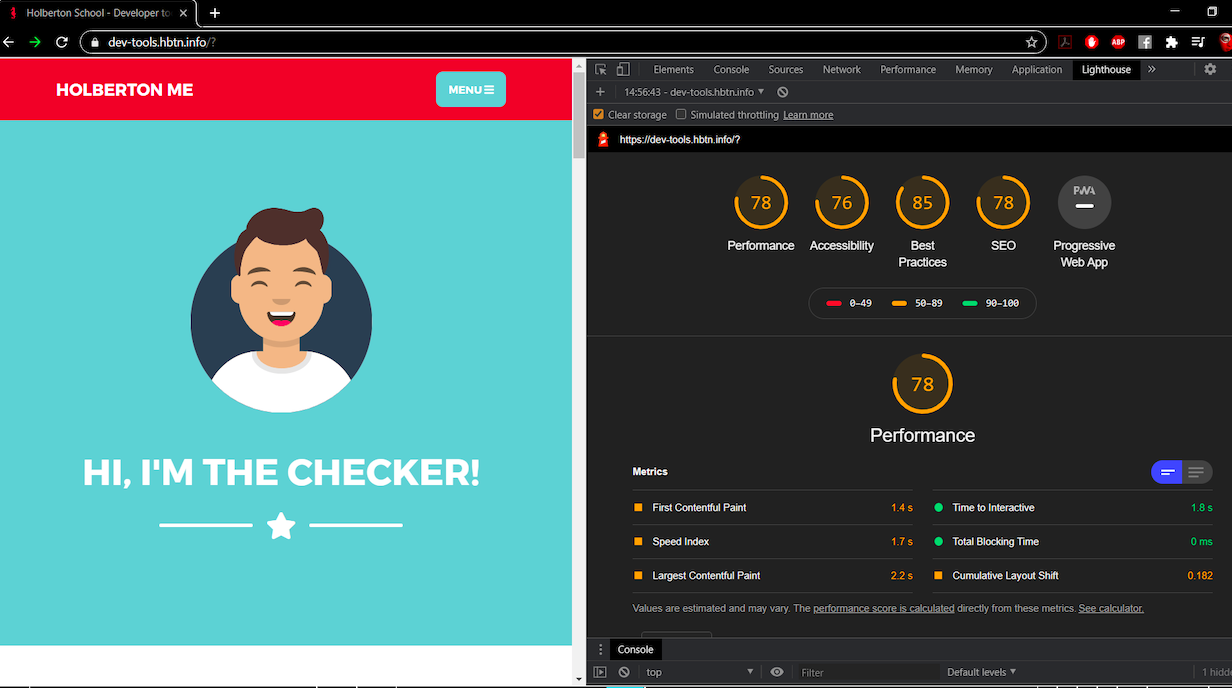 Holberton School - Developer to
dev-tools.hbtn.info/?
ABP
HOLBERTON ME
MENU
HI, I'M THE CHECKER!
Elements Console Sources Network Performance Memory Application Lighthouse
14:56:43 - dev-tools.hbtn.info
Clear storage Simulated throttling Learn more
https://dev-tools.hbtn.info/?
78 76 85 78 PWA
Performance Accessibility Best Practices SEO Progressive Web App
0–49 50–89 90–100
78
Performance
Metrics
First Contentful Paint 1.4 s Time to Interactive 1.8 s
Speed Index 1.7 s Total Blocking Time 0 ms
Largest Contentful Paint 2.2 s Cumulative Layout Shift 0.182
Values are estimated and may vary. The performance score is calculated directly from these metrics. See calculator.
Console
top Filter Default levels 1 hidde